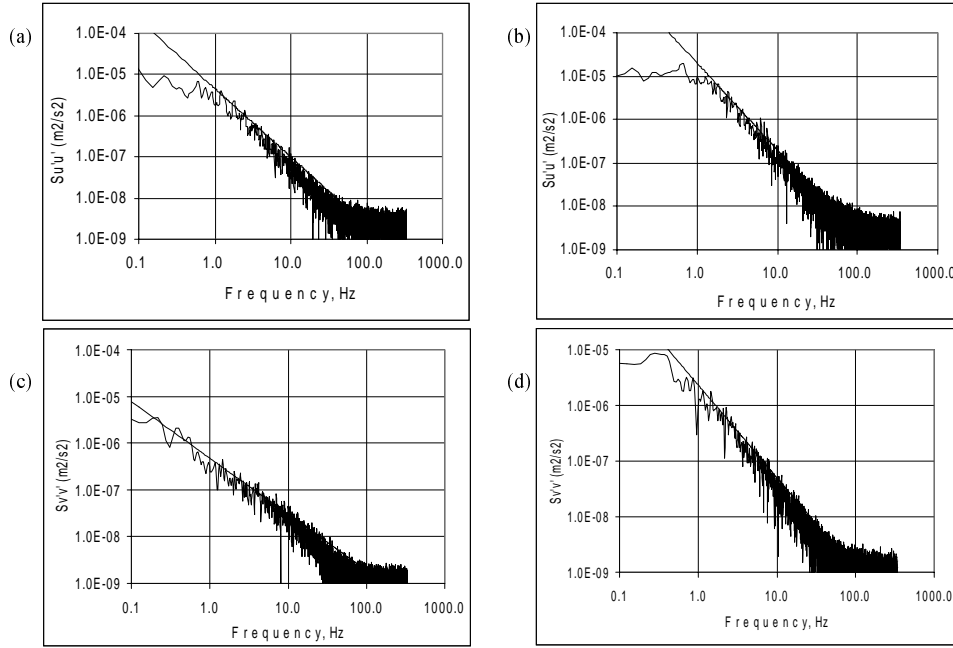 (a)
1.0E-04
1.0E-05
1.0E-06
1.0E-07
1.0E-08
1.0E-09
Su'u' (m2/s2)
0.1 1.0 10.0 100.0 1000.0
Frequency, Hz
(b)
1.0E-04
1.0E-05
1.0E-06
1.0E-07
1.0E-08
1.0E-09
Su'u' (m2/s2)
0.1 1.0 10.0 100.0 1000.0
Frequency, Hz
(c)
1.0E-04
1.0E-05
1.0E-06
1.0E-07
1.0E-08
1.0E-09
Sv'v' (m2/s2)
0.1 1.0 10.0 100.0 1000.0
Frequency, Hz
(d)
1.0E-05
1.0E-06
1.0E-07
1.0E-08
1.0E-09
Sv'v' (m2/s2)
0.1 1.0 10.0 100.0 1000.0
Frequency, Hz